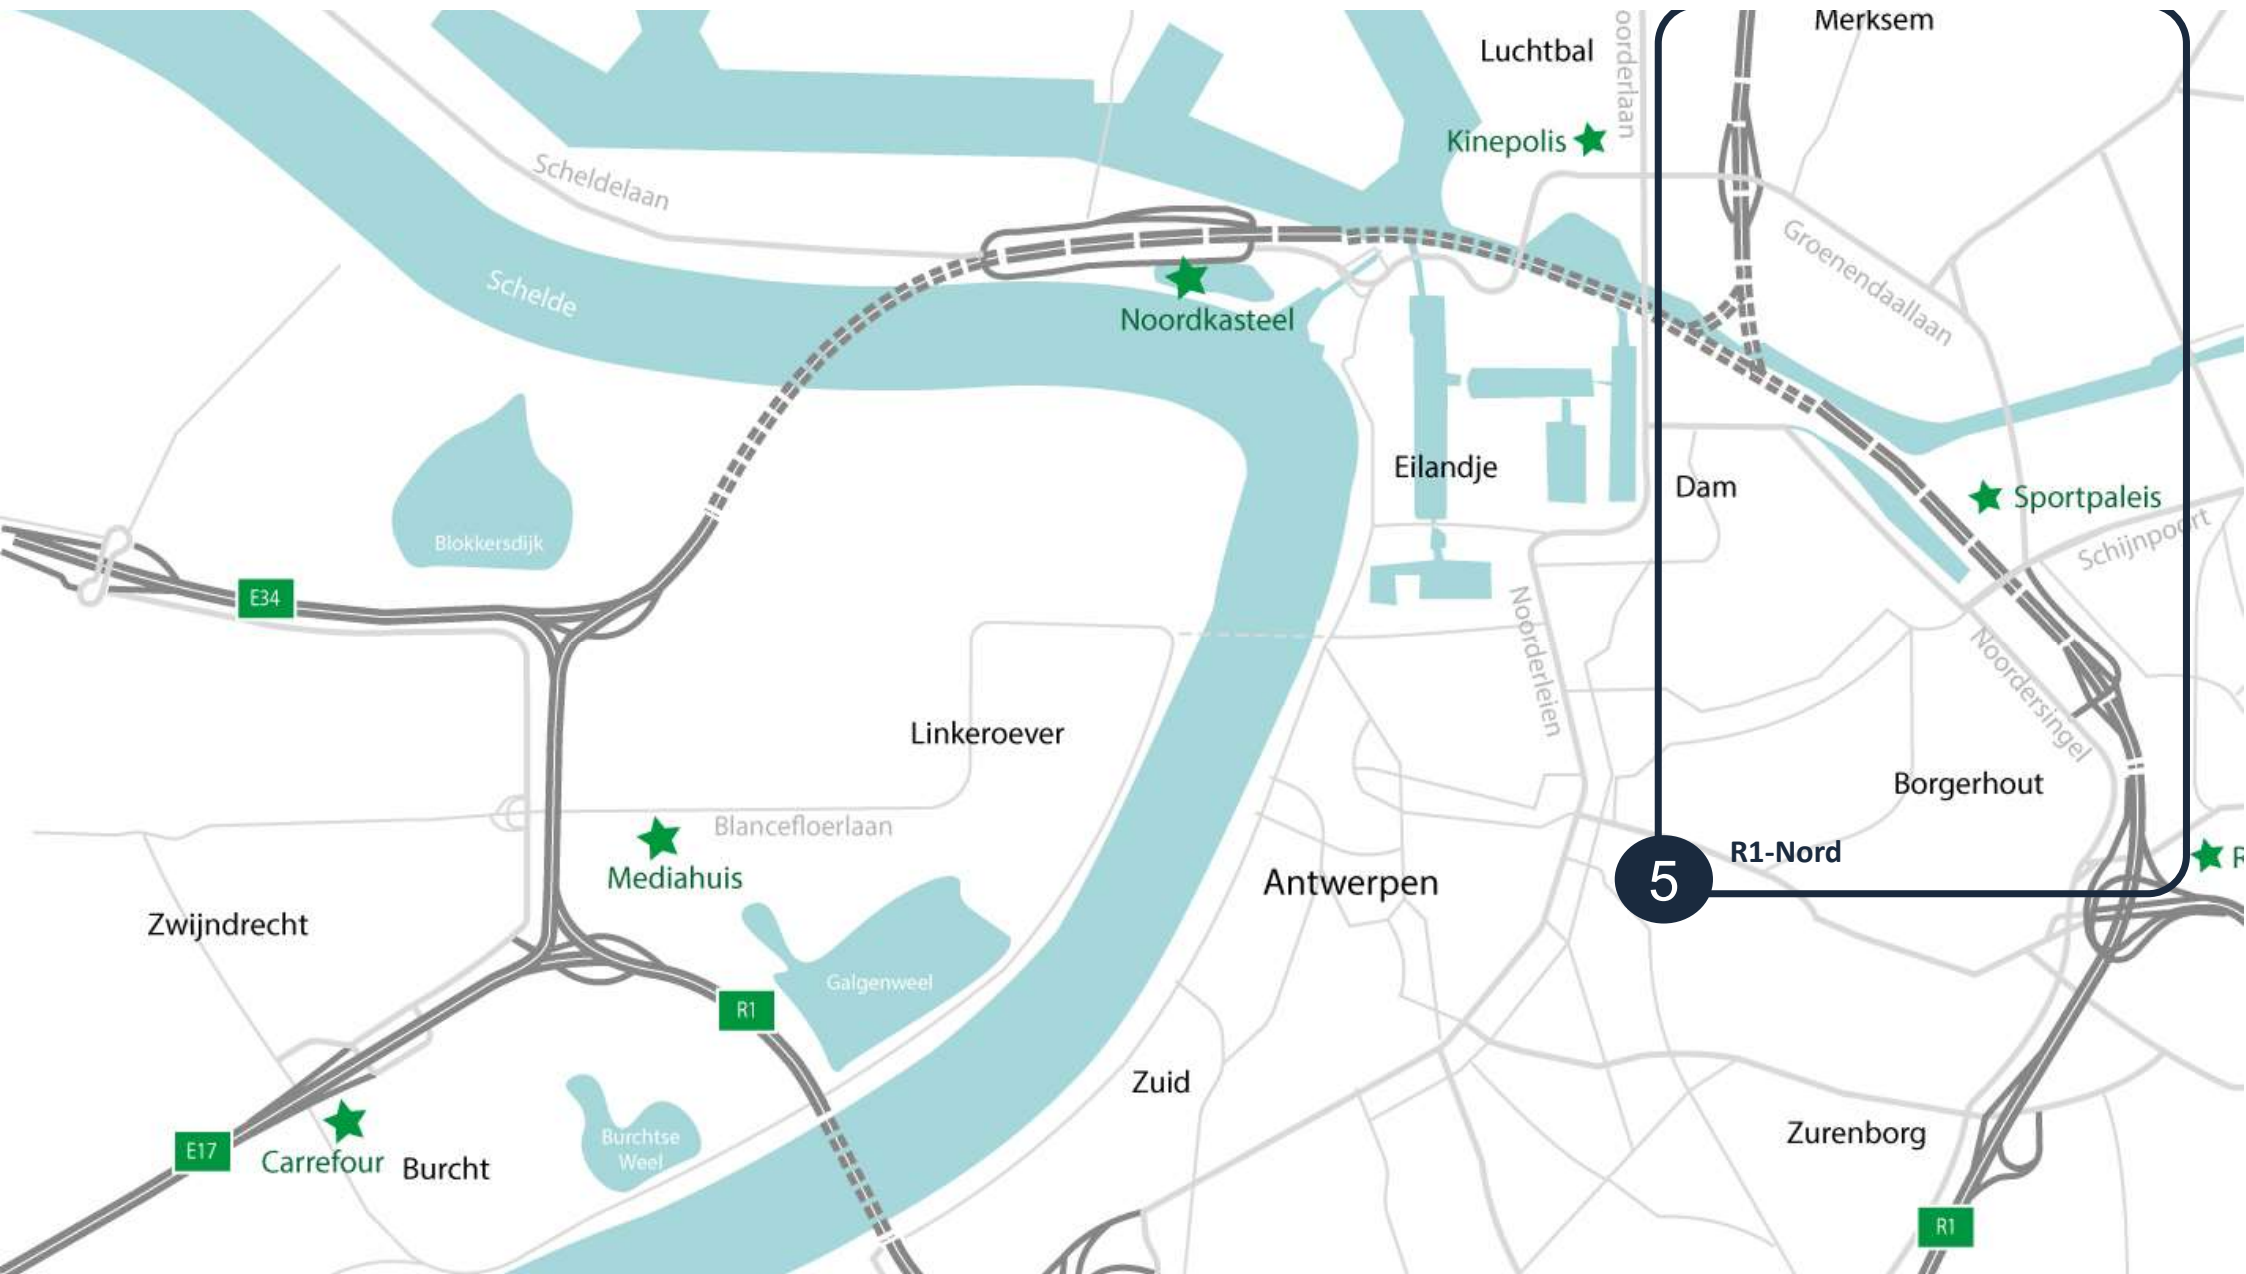 Merksem
Luchtbal
oorderlaan
Kinepolis
Scheldelaan
Groenendaallaan
Schelde
Noordkasteel
Eilandje
Dam
Sportpaleis
Schijnpoort
Blokkersdijk
E34
Noorderleien
Noordersingel
Linkeroever
Borgerhout
Blancefloerlaan
R1-Nord
5
R
Mediahuis
Antwerpen
Zwijndrecht
Galgenweel
R1
Zuid
Burchtse
Weel
Zurenborg
E17
Carrefour
Burcht
R1